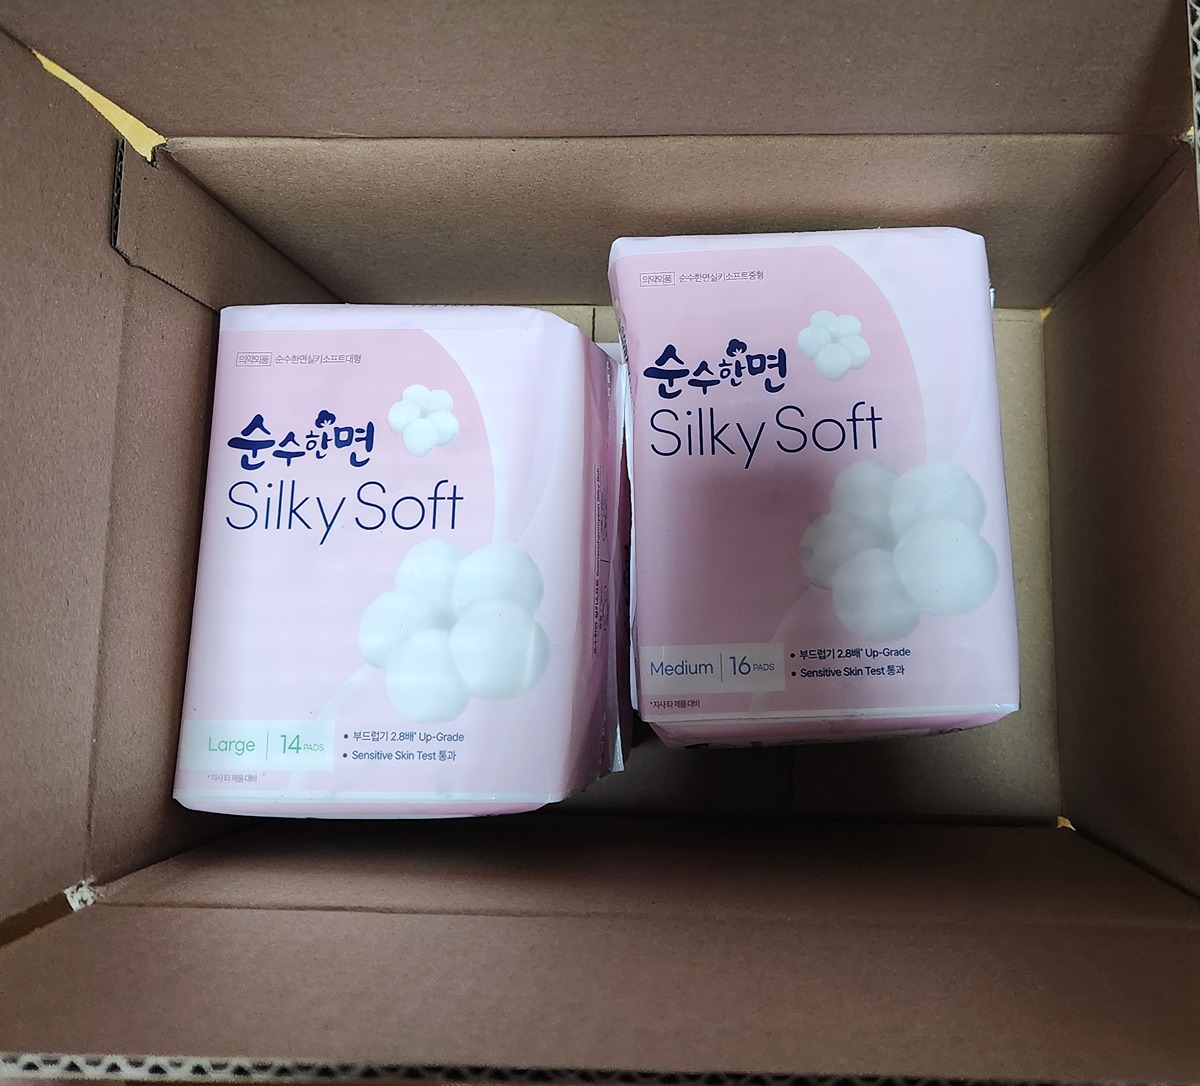 의약외품 순수한면실키소프트대형
순수한면
Silky Soft
Large 14 PADS
• 부드럽기 2.8배* Up-Grade
• Sensitive Skin Test 통과
*자사 타 제품 대비
의약외품 순수한면실키소프트중형
순수한면
Silky Soft
Medium 16 PADS
• 부드럽기 2.8배* Up-Grade
• Sensitive Skin Test 통과
*자사 타 제품 대비